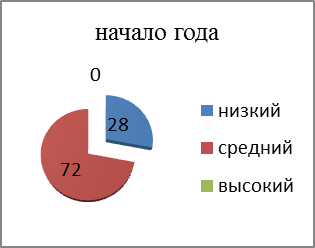 начало года
0
28
72
низкий
средний
высокий